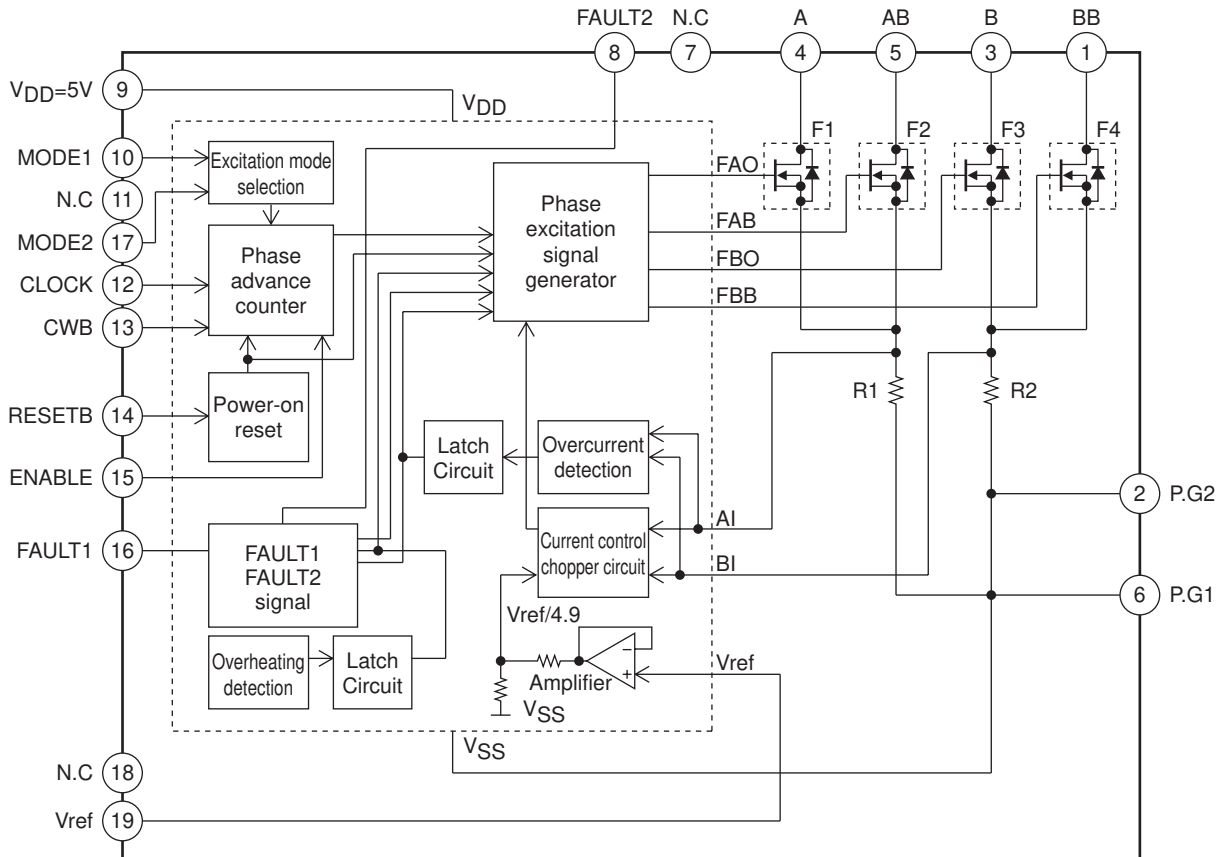 FAULT2 N.C A AB B BB
8 7 4 5 3 1
VDD=5V 9
VDD
MODE1 10
Excitation mode
selection
N.C 11
MODE2 17
CLOCK 12
CWB 13
Phase
advance
counter
Phase
excitation
signal
generator
F1 F2 F3 F4
FAO
FAB
FBO
FBB
RESETB 14
Power-on
reset
ENABLE 15
R1 R2
Latch
Circuit
Overcurrent
detection
2 P.G2
FAULT1 16
FAULT1
FAULT2
signal
Current control
chopper circuit
AI
BI
6 P.G1
Vref/4.9
Overheating
detection
Latch
Circuit
−
+
Amplifier
Vref
VSS
VSS
N.C 18
Vref 19